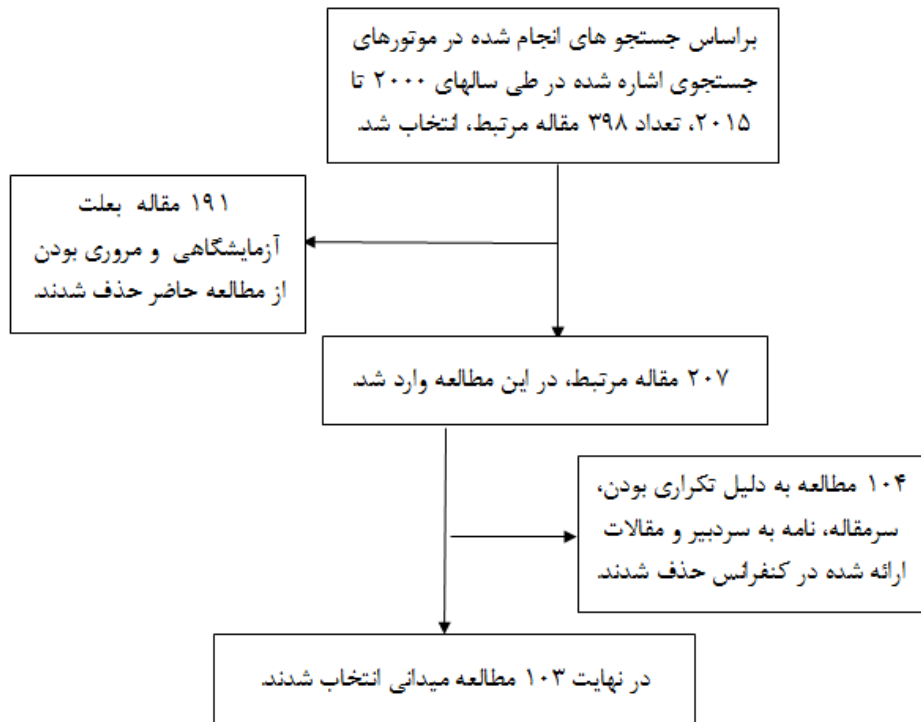 براساس جستجو های انجام شده در موتورهای
جستجوی اشاره شده در طی سالهای ۲۰۰۰ تا
۲۰۱۵، تعداد ۳۹۸ مقاله مرتبط، انتخاب شد.
۱۹۱ مقاله بعلت
آزمایشگاهی و مروری بودن
از مطالعه حاضر حذف شدند.
۲۰۷ مقاله مرتبط، در این مطالعه وارد شد.
۱۰۴ مطالعه به دلیل تکراری بودن،
سرمقاله، نامه به سردبیر و مقالات
ارائه شده در کنفرانس حذف شدند.
در نهایت ۱۰۳ مطالعه میدانی انتخاب شدند.